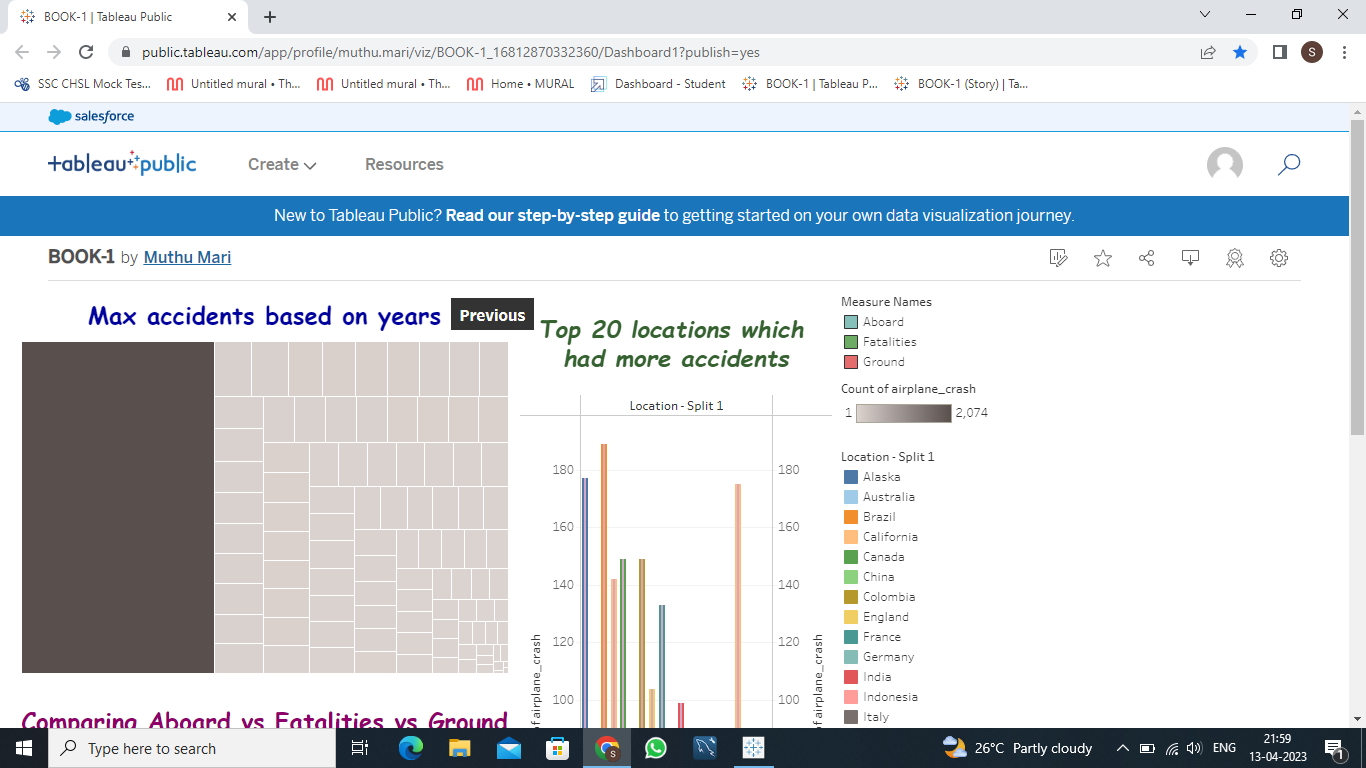 BOOK-1 | Tableau Public
public.tableau.com/app/profile/muthu.mari/viz/BOOK-1_16812870332360/Dashboard1?publish=yes
S
SSC CHSL Mock Tes...
Untitled mural • Th...
Untitled mural • Th...
Home • MURAL
Dashboard - Student
BOOK-1 | Tableau P...
BOOK-1 (Story) | Ta...
salesforce
tableau public
Create
Resources
New to Tableau Public? Read our step-by-step guide to getting started on your own data visualization journey.
BOOK-1 by Muthu Mari
Max accidents based on years
Previous
Top 20 locations which
had more accidents
Location - Split 1
180
160
140
120
100
of airplane_crash
180
160
140
120
100
of airplane_crash
Measure Names
Aboard
Fatalities
Ground
Count of airplane_crash
1 2,074
Location - Split 1
Alaska
Australia
Brazil
California
Canada
China
Colombia
England
France
Germany
India
Indonesia
Italy
Comparing Aboard vs Fatalities vs Ground
Type here to search
S
26°C Partly cloudy
ENG
21:59
13-04-2023
1